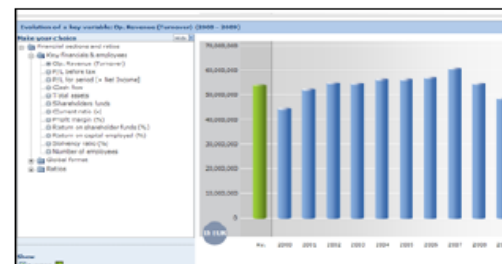 Evolution of a key variable: Op. Revenue (Turnover) (2000 - 2009)
Make your choice
Financial sections and ratios
Key financials & employees
Op. Revenue (Turnover)
P/L before tax
P/L for period [= Net Income]
Cash flow
Total assets
Shareholders funds
Current ratio (x)
Profit margin (%)
Return on shareholder funds (%)
Return on capital employed (%)
Solvency ratio (%)
Number of employees
Global format
Ratios
Show
70,000,000
60,000,000
50,000,000
40,000,000
30,000,000
20,000,000
10,000,000
0
Av. 2000 2001 2002 2003 2004 2005 2006 2007 2008